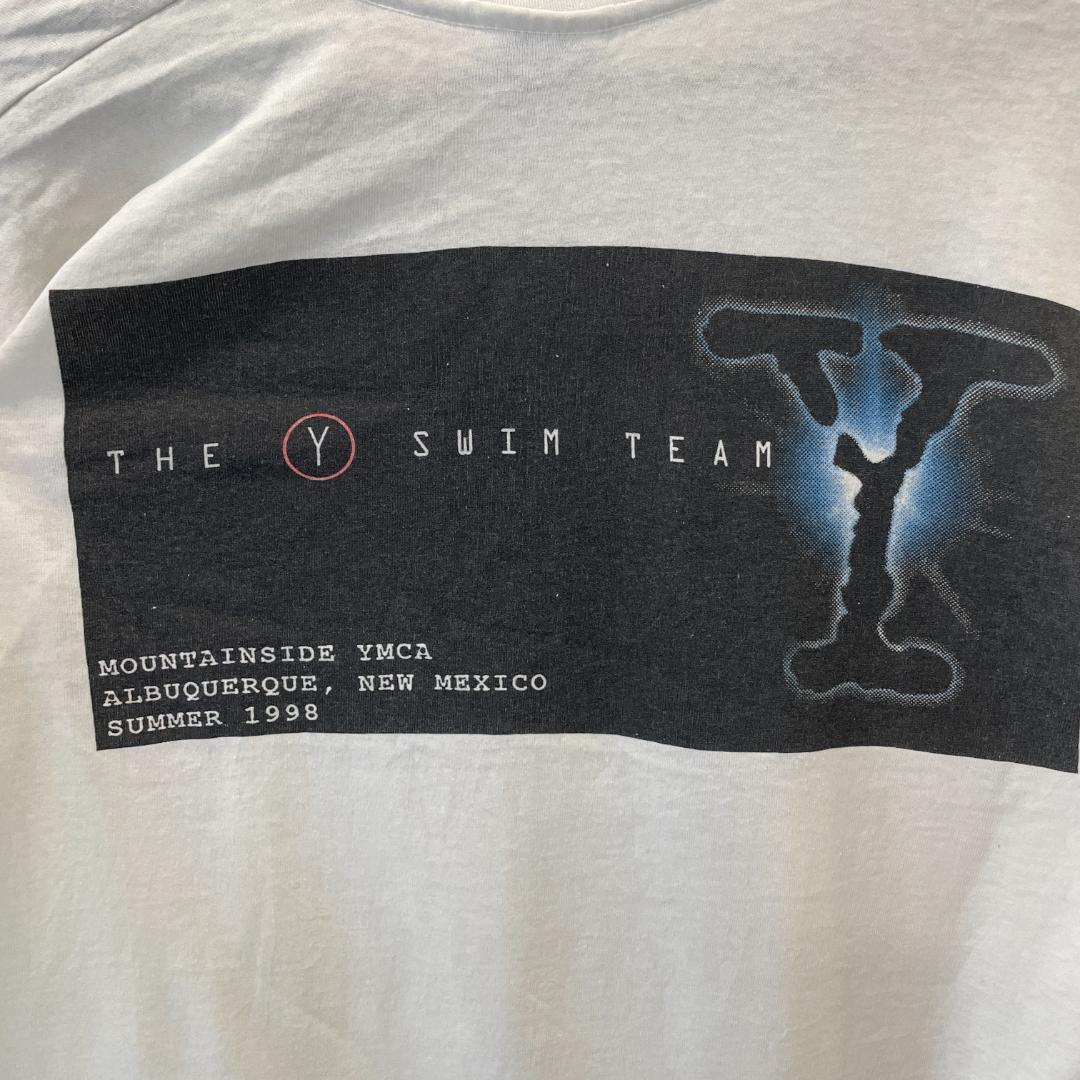 THE Y SWIM TEAM
Y
MOUNTAINSIDE YMCA
ALBUQUERQUE, NEW MEXICO
SUMMER 1998